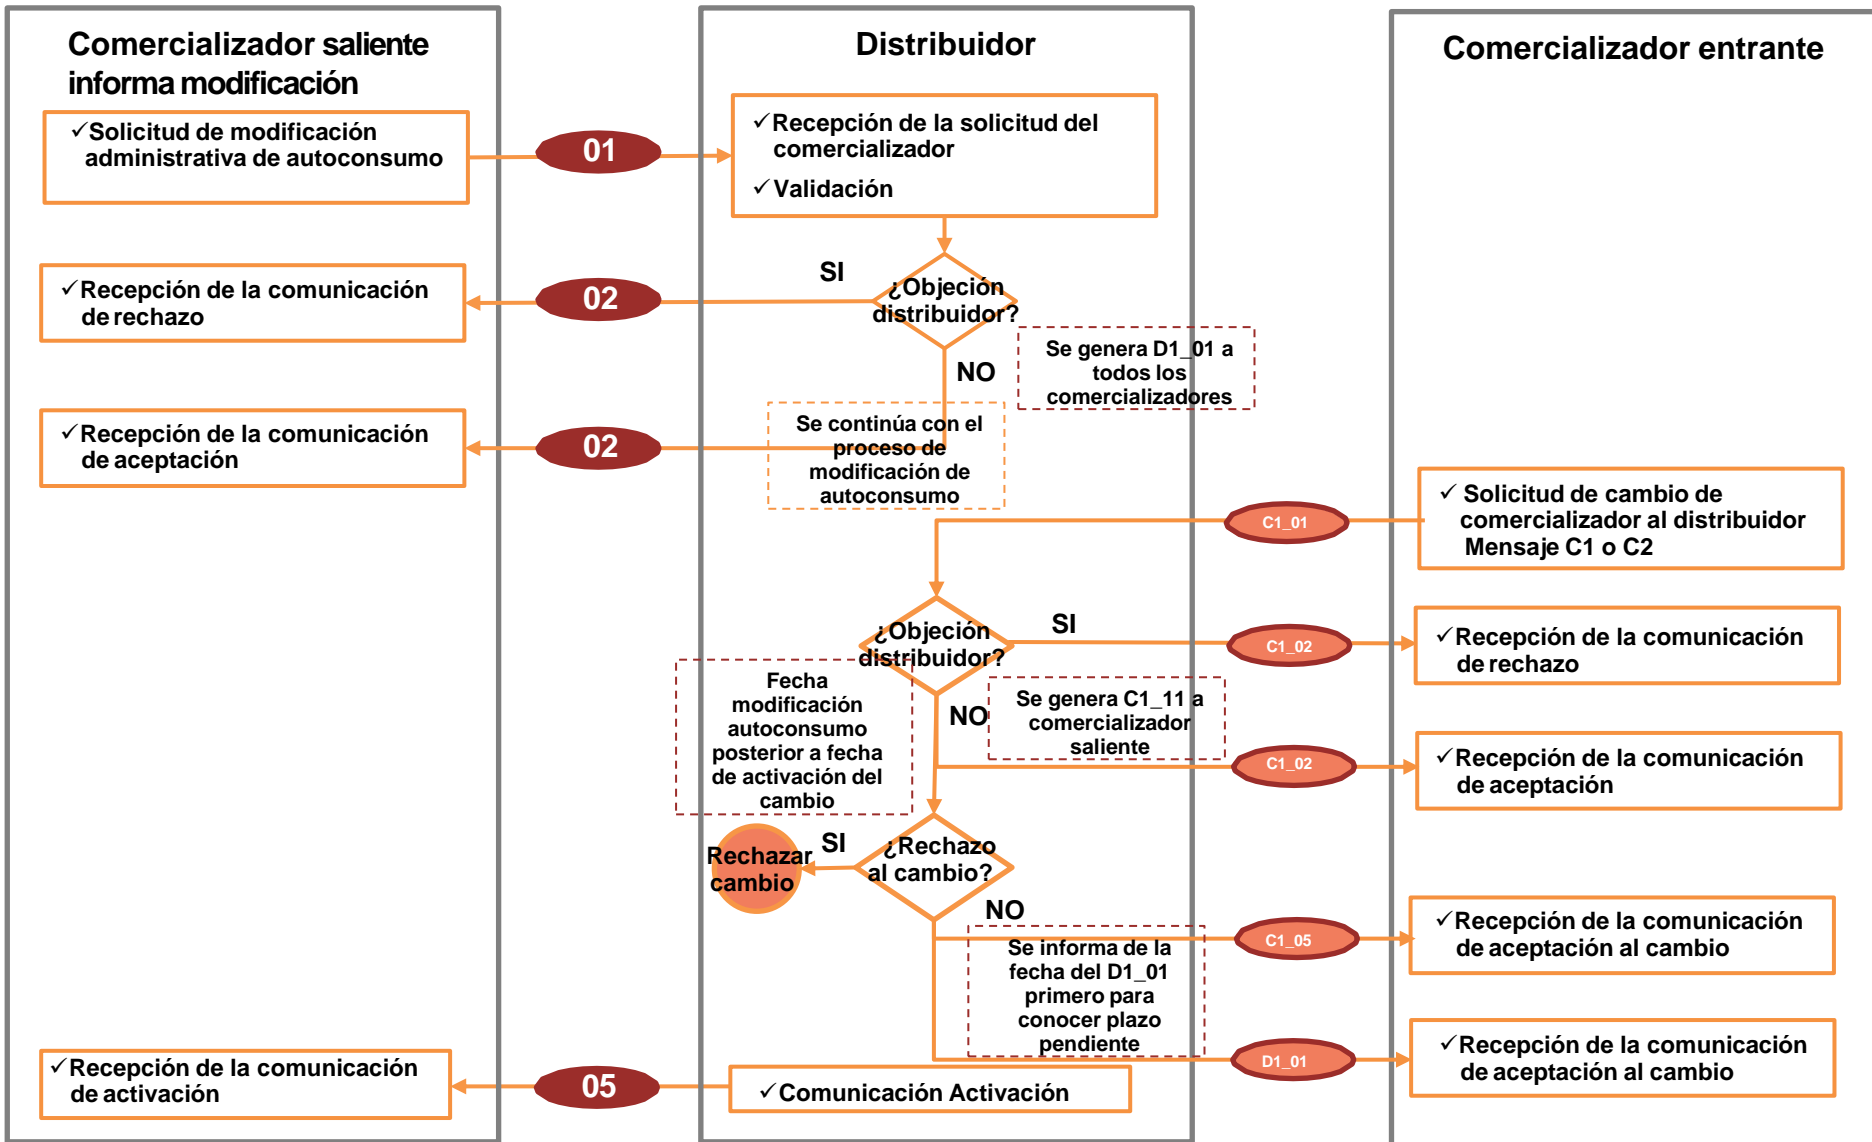 Comercializador saliente
informa modificación
✓Solicitud de modificación
administrativa de autoconsumo
01
✓Recepción de la comunicación
de rechazo
02
✓Recepción de la comunicación
de aceptación
02
✓Recepción de la comunicación
de activación
05
Distribuidor
✓Recepción de la solicitud del
comercializador
✓Validación
SI
¿Objeción
distribuidor?
NO
Se genera D1_01 a
todos los
comercializadores
Se continúa con el
proceso de
modificación de
autoconsumo
¿Objeción
distribuidor?
SI
Fecha
modificación
autoconsumo
posterior a fecha
de activación del
cambio
NO
Se genera C1_11 a
comercializador
saliente
¿Rechazo
al cambio?
SI
Rechazar
cambio
NO
Se informa de la
fecha del D1_01
primero para
conocer plazo
pendiente
✓Comunicación Activación
Comercializador entrante
C1_01
✓ Solicitud de cambio de
comercializador al distribuidor
Mensaje C1 o C2
C1_02
✓Recepción de la comunicación
de rechazo
C1_02
✓Recepción de la comunicación
de aceptación
C1_05
✓Recepción de la comunicación
de aceptación al cambio
D1_01
✓Recepción de la comunicación
de aceptación al cambio